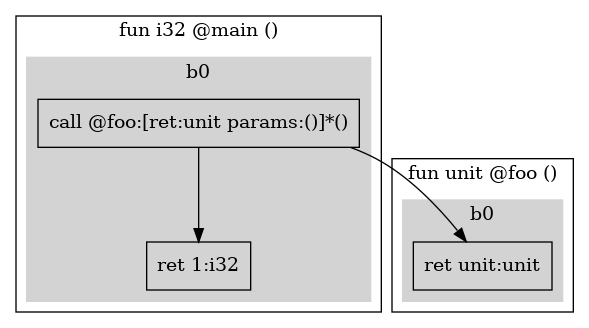 fun i32 @main ()
b0
call @foo:[ret:unit params:()]*()
ret 1:i32
fun unit @foo ()
b0
ret unit:unit